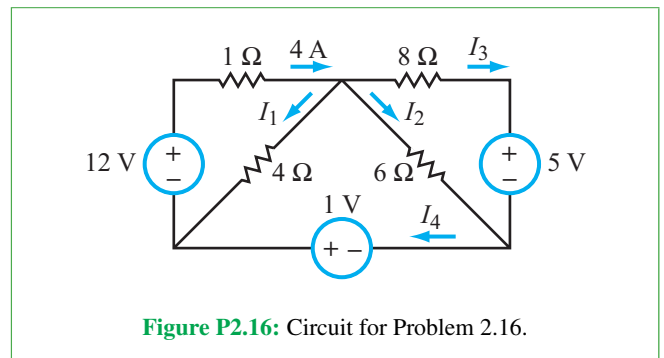 1 Ω 4 A 8 Ω I3
I1 I2
12 V + − 4 Ω 6 Ω + − 5 V
1 V I4
+ −
Figure P2.16: Circuit for Problem 2.16.